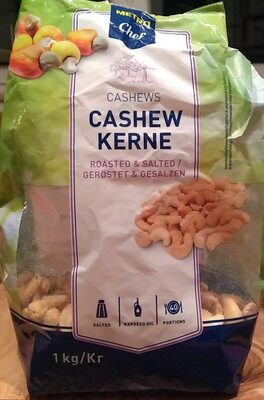 METRO
Chef
CASHEWS
CASHEW
KERNE
ROASTED & SALTED /
GERÖSTET & GESALZEN
40
SALTED
RAPESEED OIL
PORTIONS
1 kg/Kr